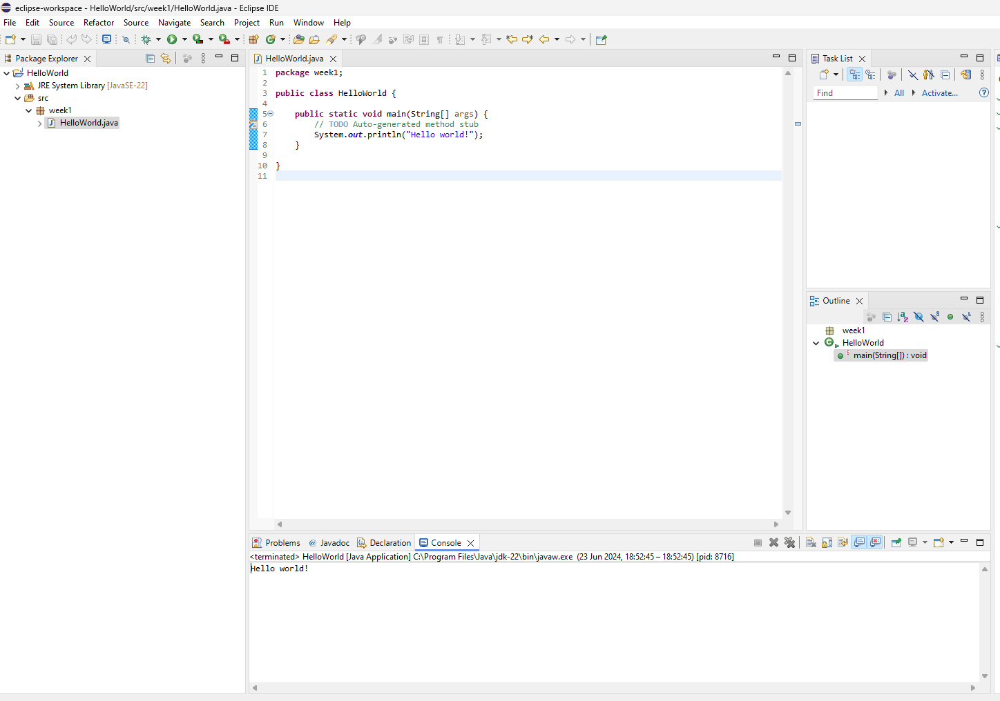 eclipse-workspace - HelloWorld/src/week1/HelloWorld.java - Eclipse IDE
File Edit Source Refactor Source Navigate Search Project Run Window Help
Package Explorer
HelloWorld
JRE System Library [JavaSE-22]
src
week1
HelloWorld.java
HelloWorld.java
1 package week1;
2
3 public class HelloWorld {
4
5 public static void main(String[] args) {
6 // TODO Auto-generated method stub
7 System.out.println("Hello world!");
8 }
9
10 }
11
Task List
Find All Activate...
Outline
week1
HelloWorld
main(String[]) : void
Problems @ Javadoc Declaration Console
<terminated> HelloWorld [Java Application] C:\Program Files\Java\jdk-22\bin\javaw.exe (23 Jun 2024, 18:52:45 – 18:52:45) [pid: 8716]
Hello world!